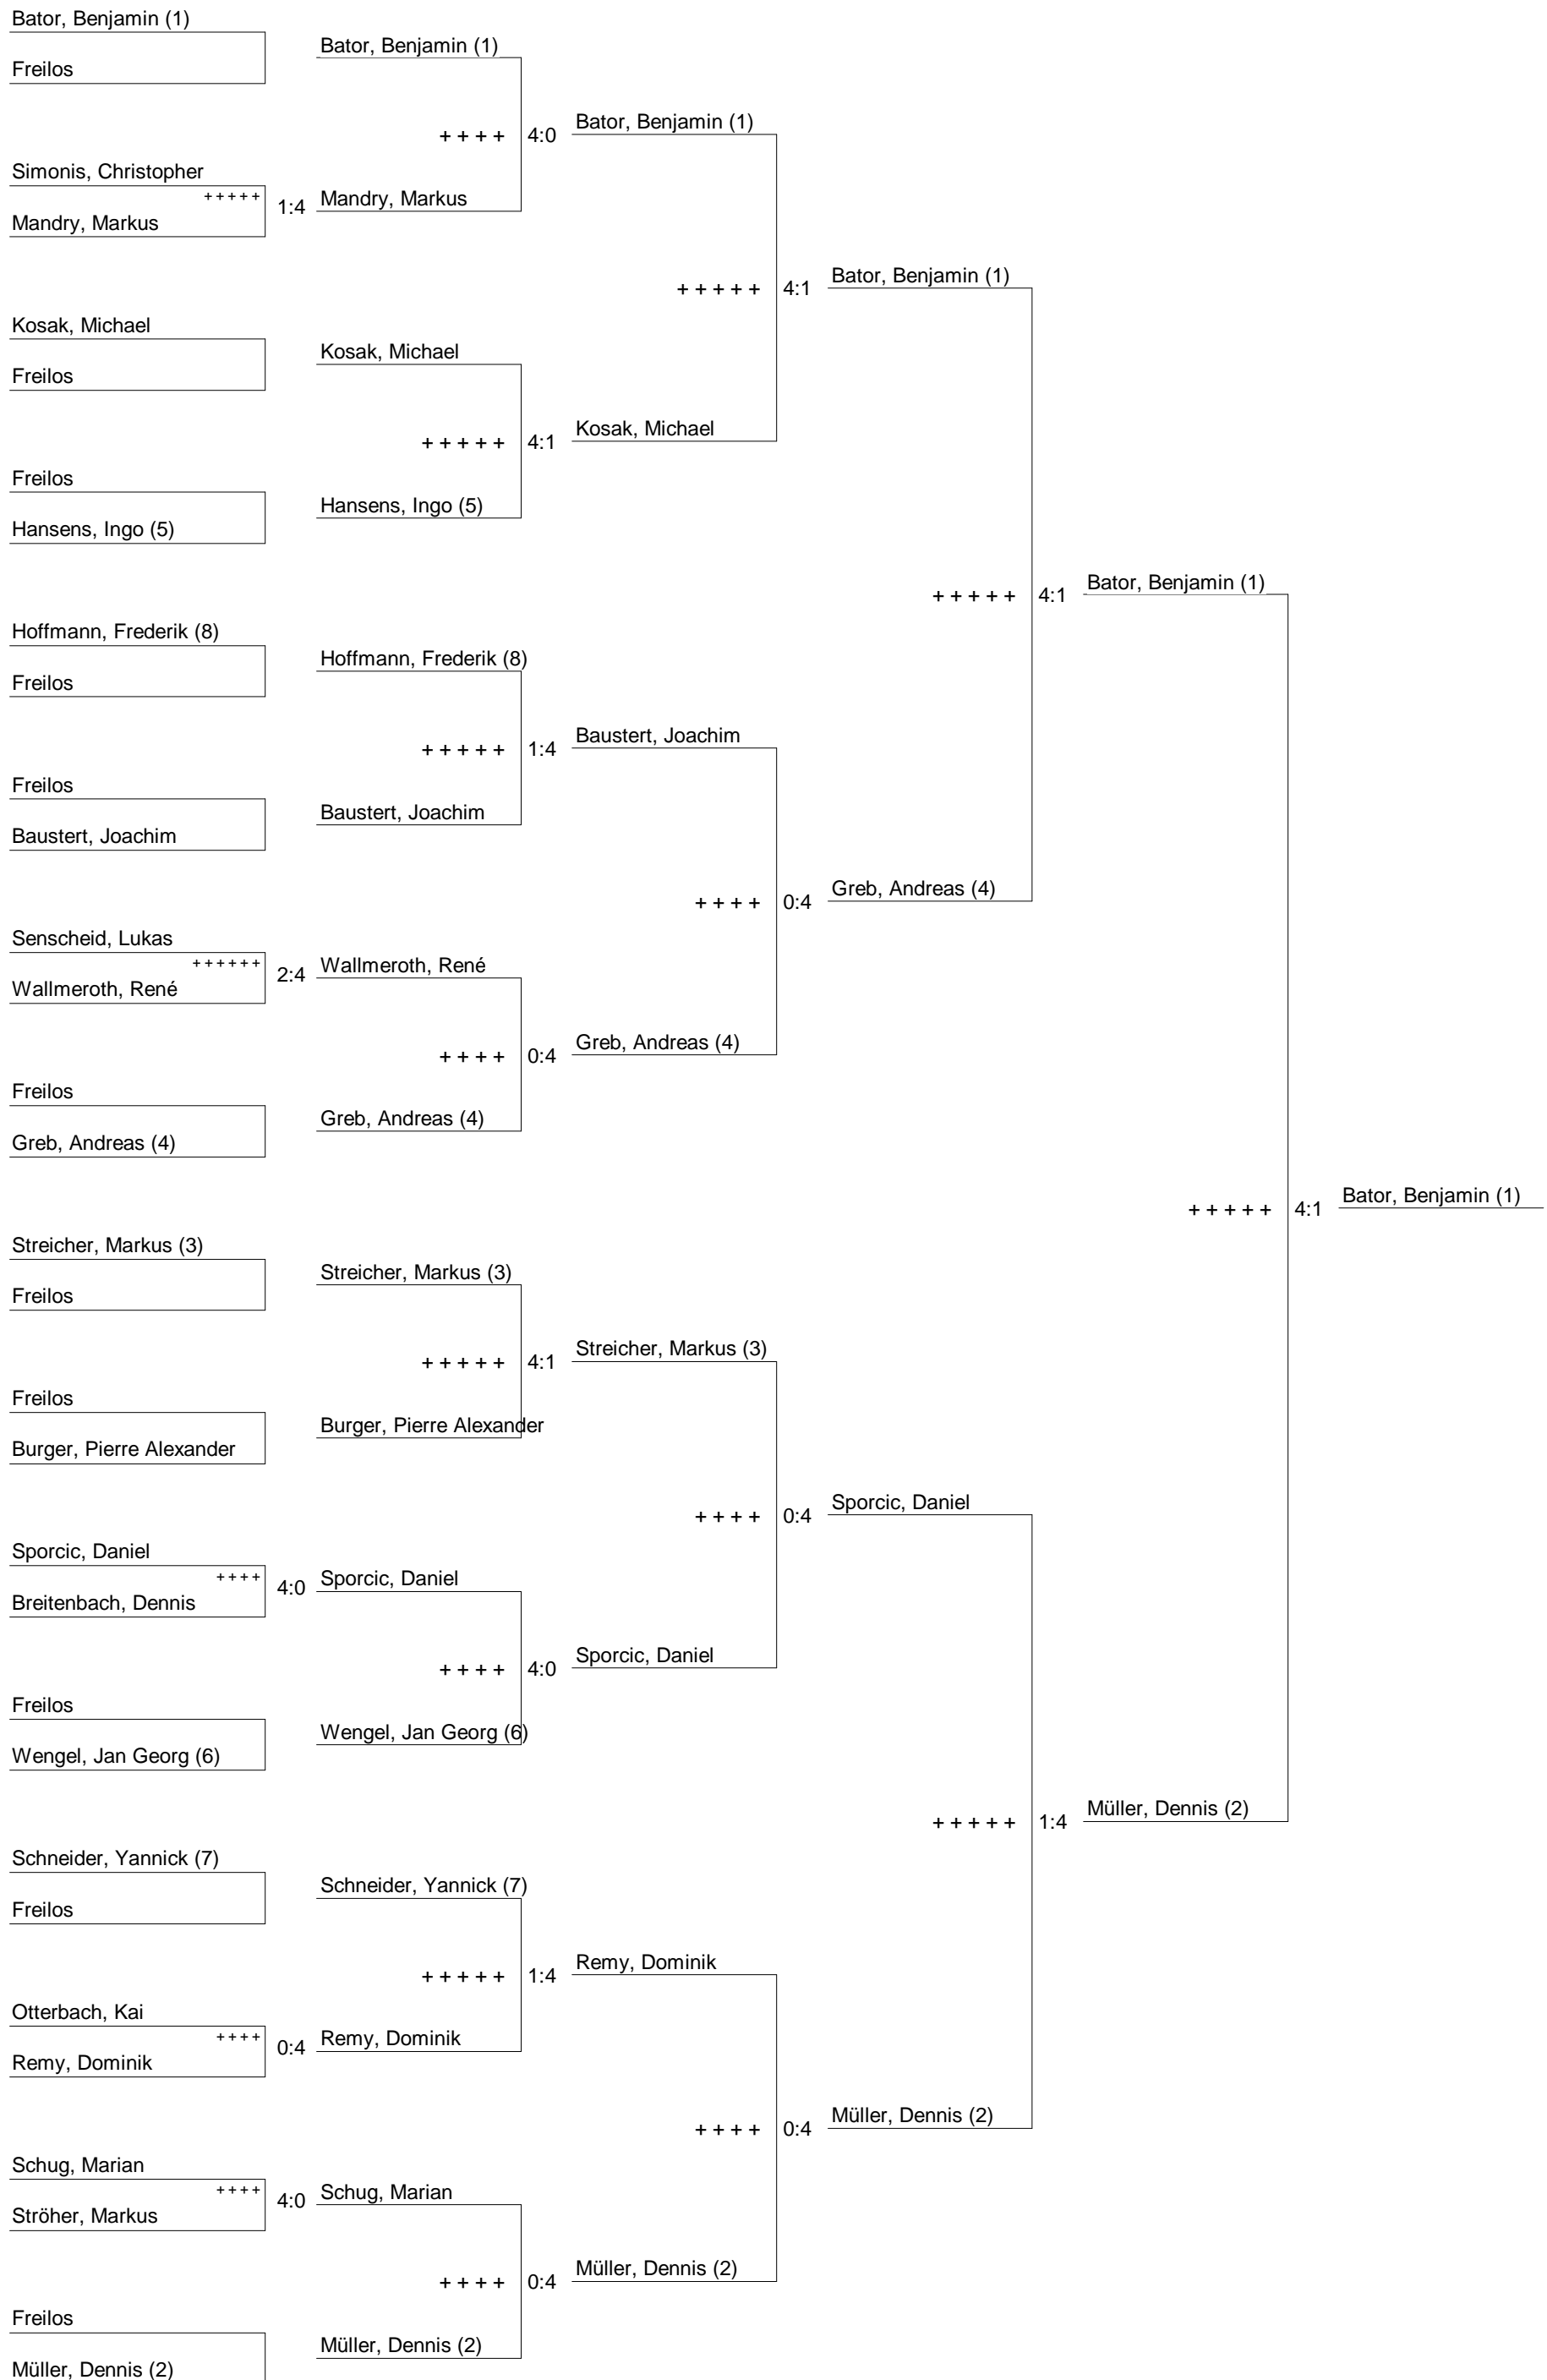 Bator, Benjamin (1)
Bator, Benjamin (1)
Freilos
Bator, Benjamin (1)
+ + + + 4:0
Simonis, Christopher
+ + + + + 1:4 Mandry, Markus
Mandry, Markus
Bator, Benjamin (1)
+ + + + + 4:1
Kosak, Michael
Kosak, Michael
Freilos
Kosak, Michael
+ + + + + 4:1
Freilos
Hansens, Ingo (5)
Hansens, Ingo (5)
Bator, Benjamin (1)
+ + + + + 4:1
Hoffmann, Frederik (8)
Hoffmann, Frederik (8)
Freilos
Baustert, Joachim
+ + + + + 1:4
Freilos
Baustert, Joachim
Baustert, Joachim
Greb, Andreas (4)
+ + + + 0:4
Senscheid, Lukas
+ + + + + + 2:4 Wallmeroth, René
Wallmeroth, René
Greb, Andreas (4)
+ + + + 0:4
Freilos
Greb, Andreas (4)
Greb, Andreas (4)
Bator, Benjamin (1)
+ + + + + 4:1
Streicher, Markus (3)
Streicher, Markus (3)
Freilos
Streicher, Markus (3)
+ + + + + 4:1
Freilos
Burger, Pierre Alexander
Burger, Pierre Alexander
Sporcic, Daniel
+ + + + 0:4
Sporcic, Daniel
+ + + + 4:0 Sporcic, Daniel
Breitenbach, Dennis
Sporcic, Daniel
+ + + + 4:0
Freilos
Wengel, Jan Georg (6)
Wengel, Jan Georg (6)
Müller, Dennis (2)
+ + + + + 1:4
Schneider, Yannick (7)
Schneider, Yannick (7)
Freilos
Remy, Dominik
+ + + + + 1:4
Otterbach, Kai
+ + + + 0:4 Remy, Dominik
Remy, Dominik
Müller, Dennis (2)
+ + + + 0:4
Schug, Marian
+ + + + 4:0 Schug, Marian
Ströher, Markus
Müller, Dennis (2)
+ + + + 0:4
Freilos
Müller, Dennis (2)
Müller, Dennis (2)